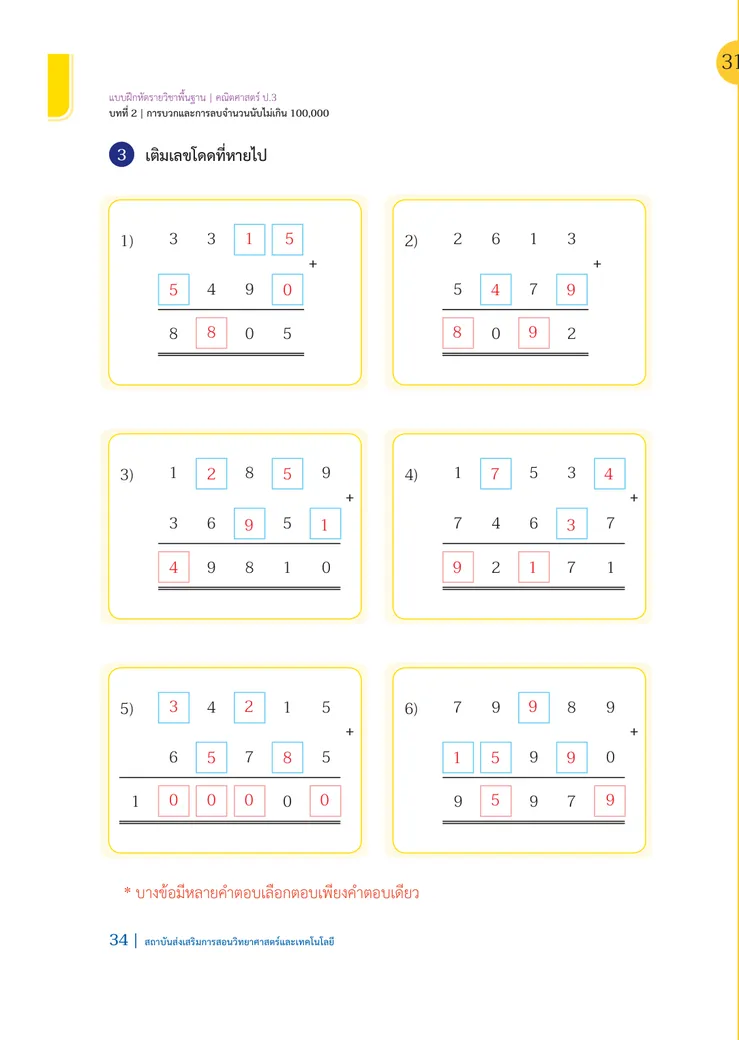 31
แบบฝึกหัดรายวิชาพื้นฐาน | คณิตศาสตร์ ป.3
บทที่ 2 | การบวกและการลบจำนวนนับไม่เกิน 100,000
3 เติมเลขโดดที่หายไป
1) 3 3 1 5
+
5 4 9 0
8 8 0 5
2) 2 6 1 3
+
5 4 7 9
8 0 9 2
3) 1 2 8 5 9
+
3 6 9 5 1
4 9 8 1 0
4) 1 7 5 3 4
+
7 4 6 3 7
9 2 1 7 1
5) 3 4 2 1 5
+
6 5 7 8 5
1 0 0 0 0 0
6) 7 9 9 8 9
+
1 5 9 9 0
9 5 9 7 9
* บางข้อมีหลายคำตอบเลือกตอบเพียงคำตอบเดียว
34 | สถาบันส่งเสริมการสอนวิทยาศาสตร์และเทคโนโลยี